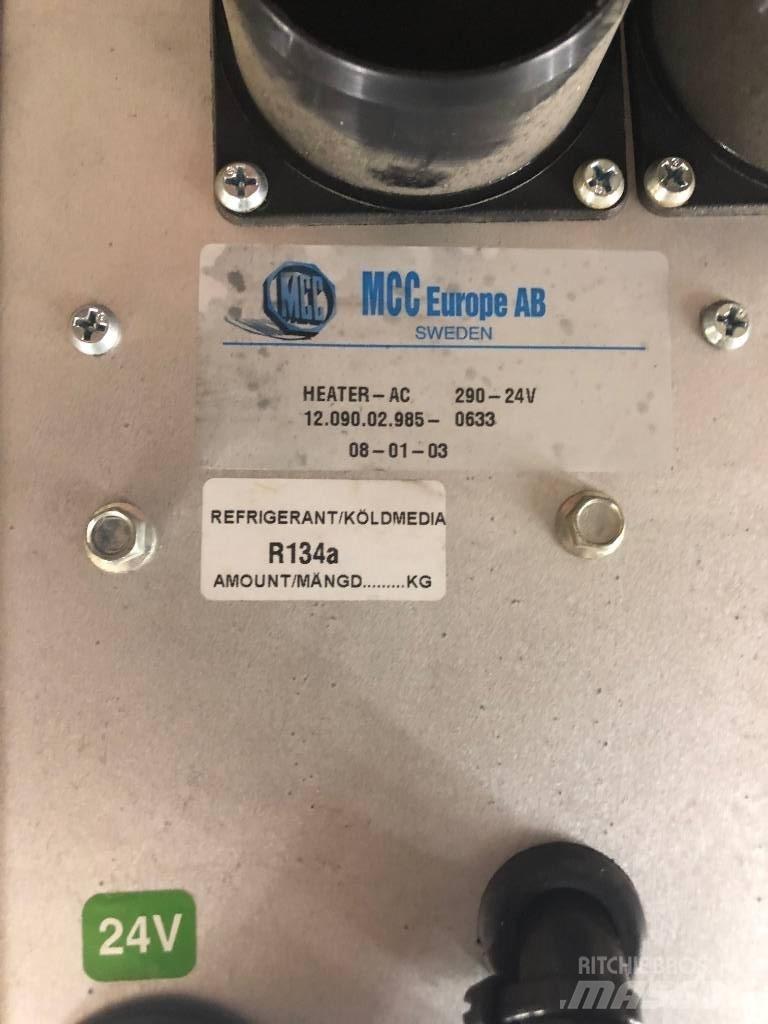 MCC
MCC Europe AB
SWEDEN
HEATER-AC 290-24V
12.090.02.985- 0633
08-01-03
REFRIGERANT/KÖLDMEDIA
R134a
AMOUNT/MÄNGD.........KG
24V
RITCHIE BROS
MASCUS